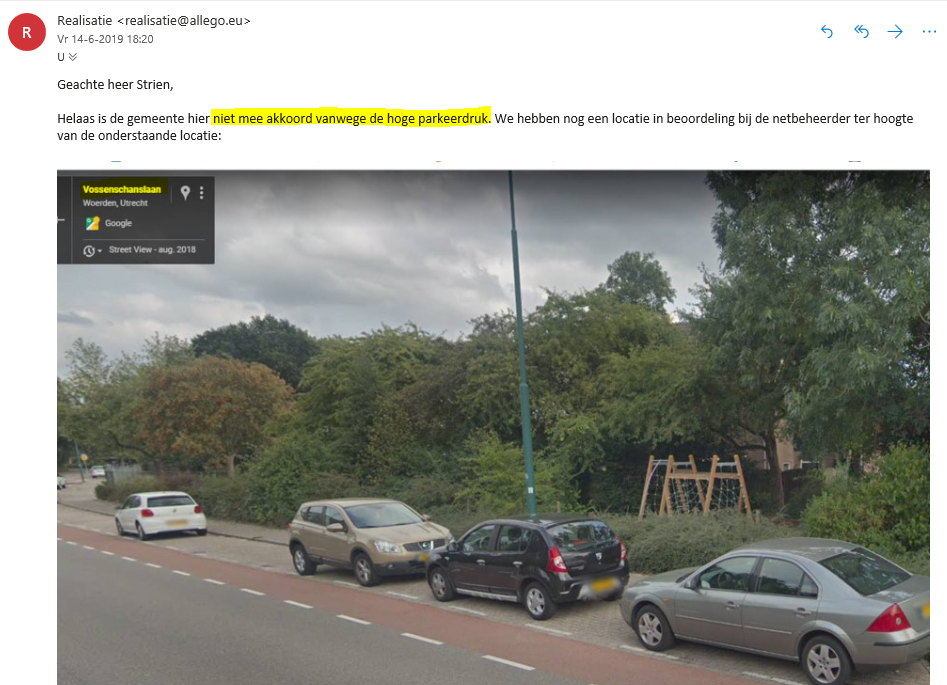 R
Realisatie <realisatie@allego.eu>
Vr 14-6-2019 18:20
U
Geachte heer Strien,
Helaas is de gemeente hier niet mee akkoord vanwege de hoge parkeerdruk. We hebben nog een locatie in beoordeling bij de netbeheerder ter hoogte
van de onderstaande locatie:
Vossenschanslaan
Woerden, Utrecht
Google
Street View - aug. 2018